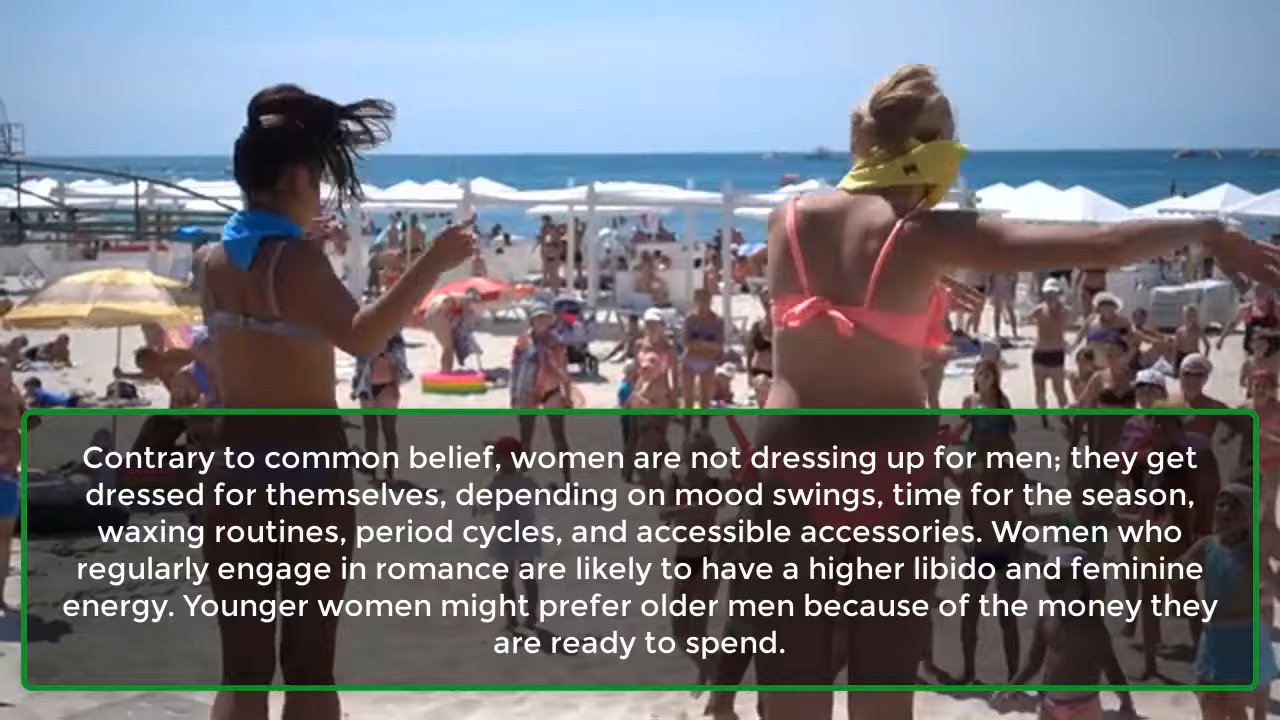 Contrary to common belief, women are not dressing up for men; they get
dressed for themselves, depending on mood swings, time for the season,
waxing routines, period cycles, and accessible accessories. Women who
regularly engage in romance are likely to have a higher libido and feminine
energy. Younger women might prefer older men because of the money they
are ready to spend.